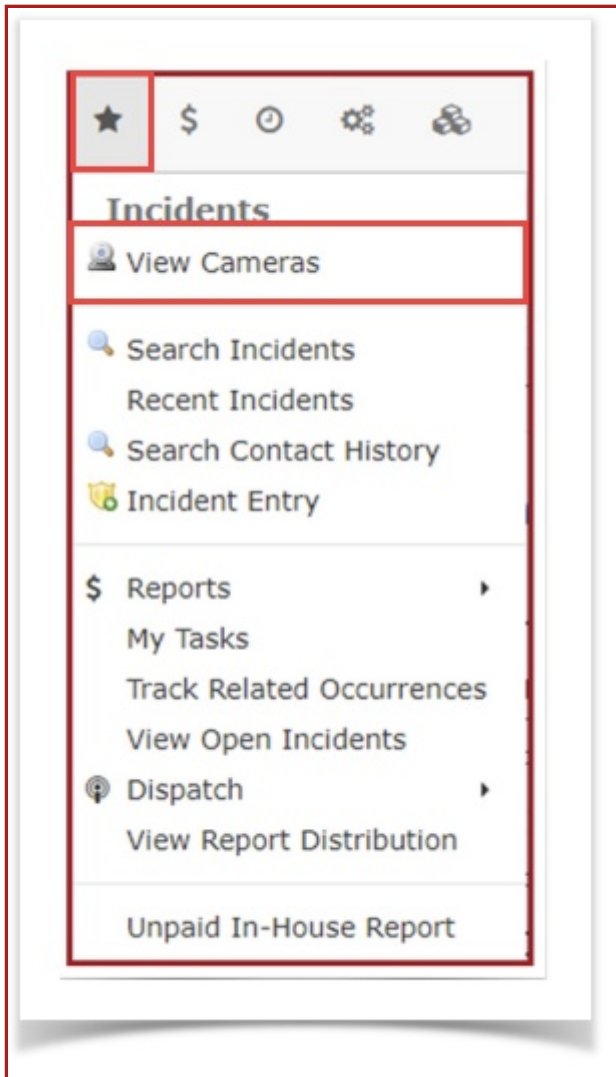 $
Incidents
View Cameras
Search Incidents
Recent Incidents
Search Contact History
Incident Entry
$ Reports
My Tasks
Track Related Occurrences
View Open Incidents
Dispatch
View Report Distribution
Unpaid In-House Report